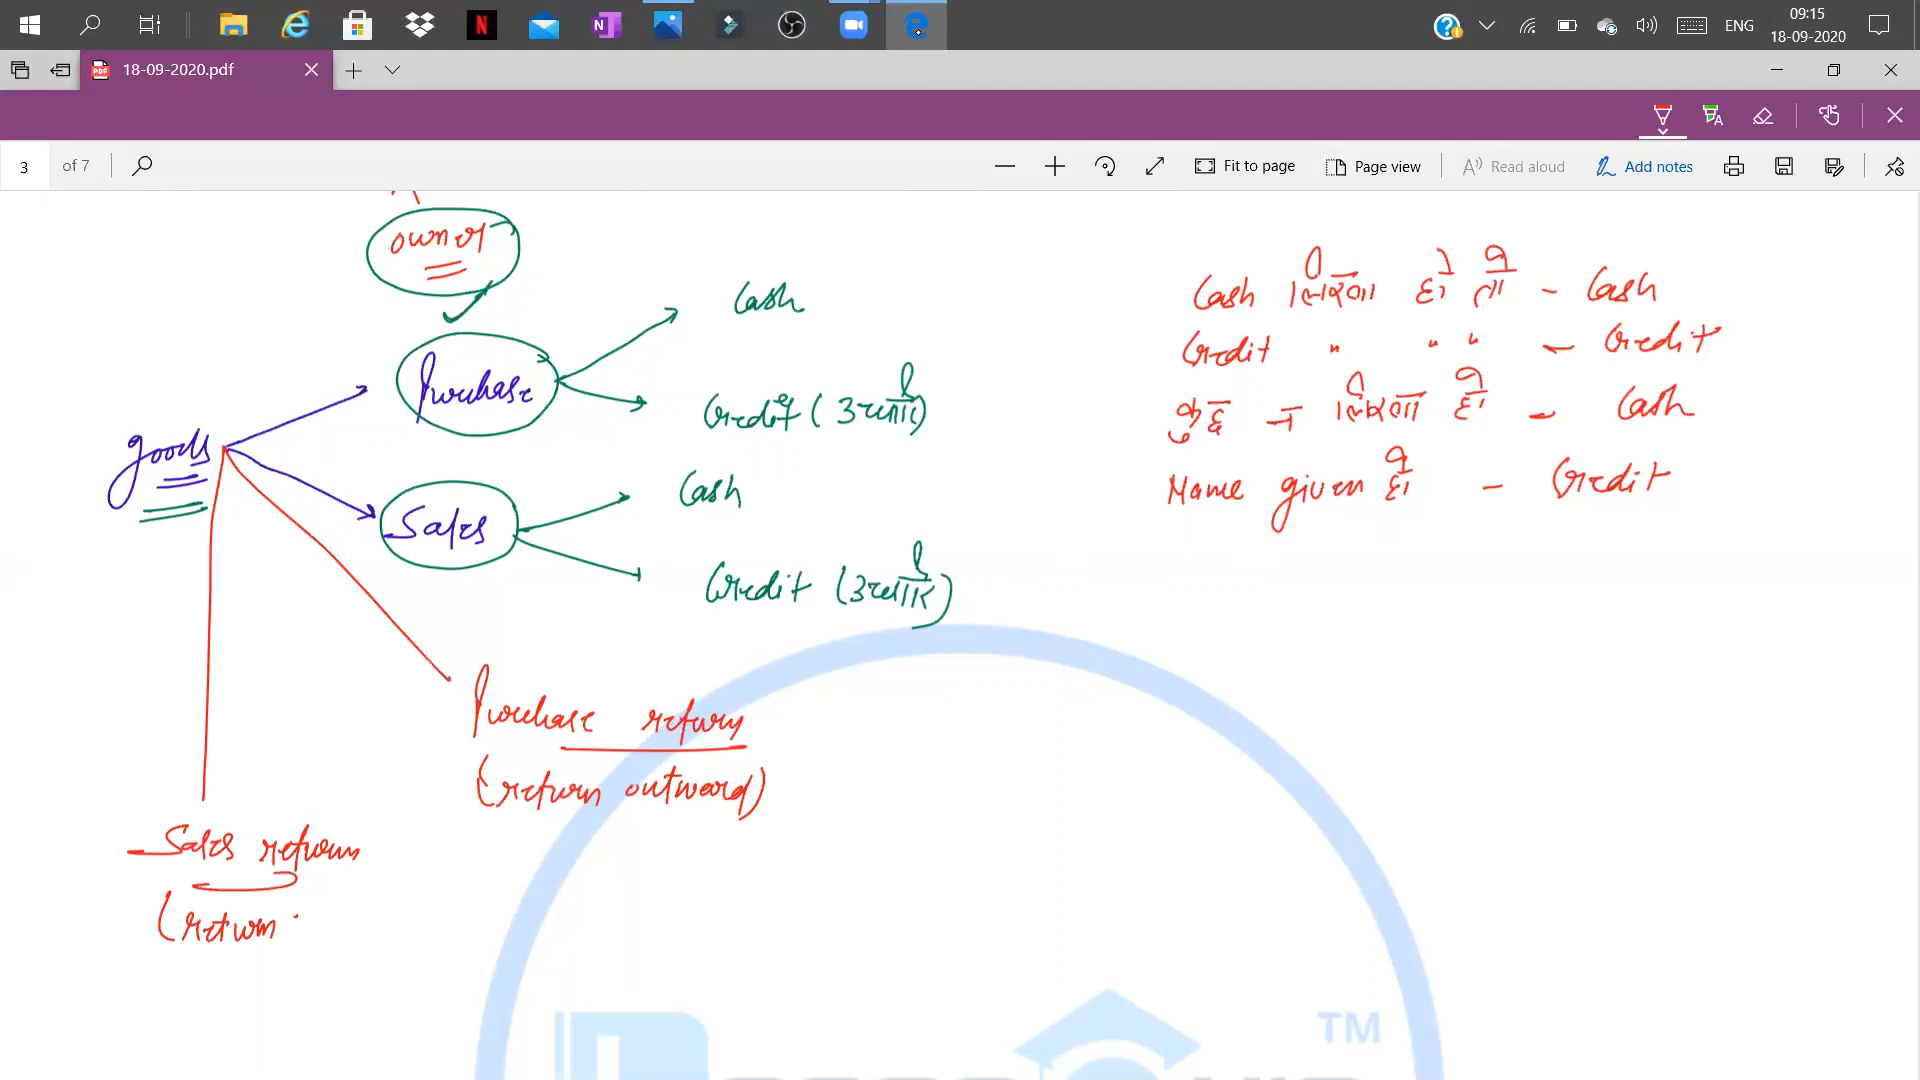 09:15
ENG
18-09-2020
18-09-2020.pdf
3 of 7
Fit to page
Page view
Read aloud
Add notes
owner
Cash
Purchase
Credit (उधार)
goods
Cash
Sales
Credit (उधार)
Purchase return
(return outward)
Sales return
(return
Cash लिखा हो तो - Cash
Credit " " " - Credit
कुछ न लिखा हो - Cash
Name given हो - Credit
TM